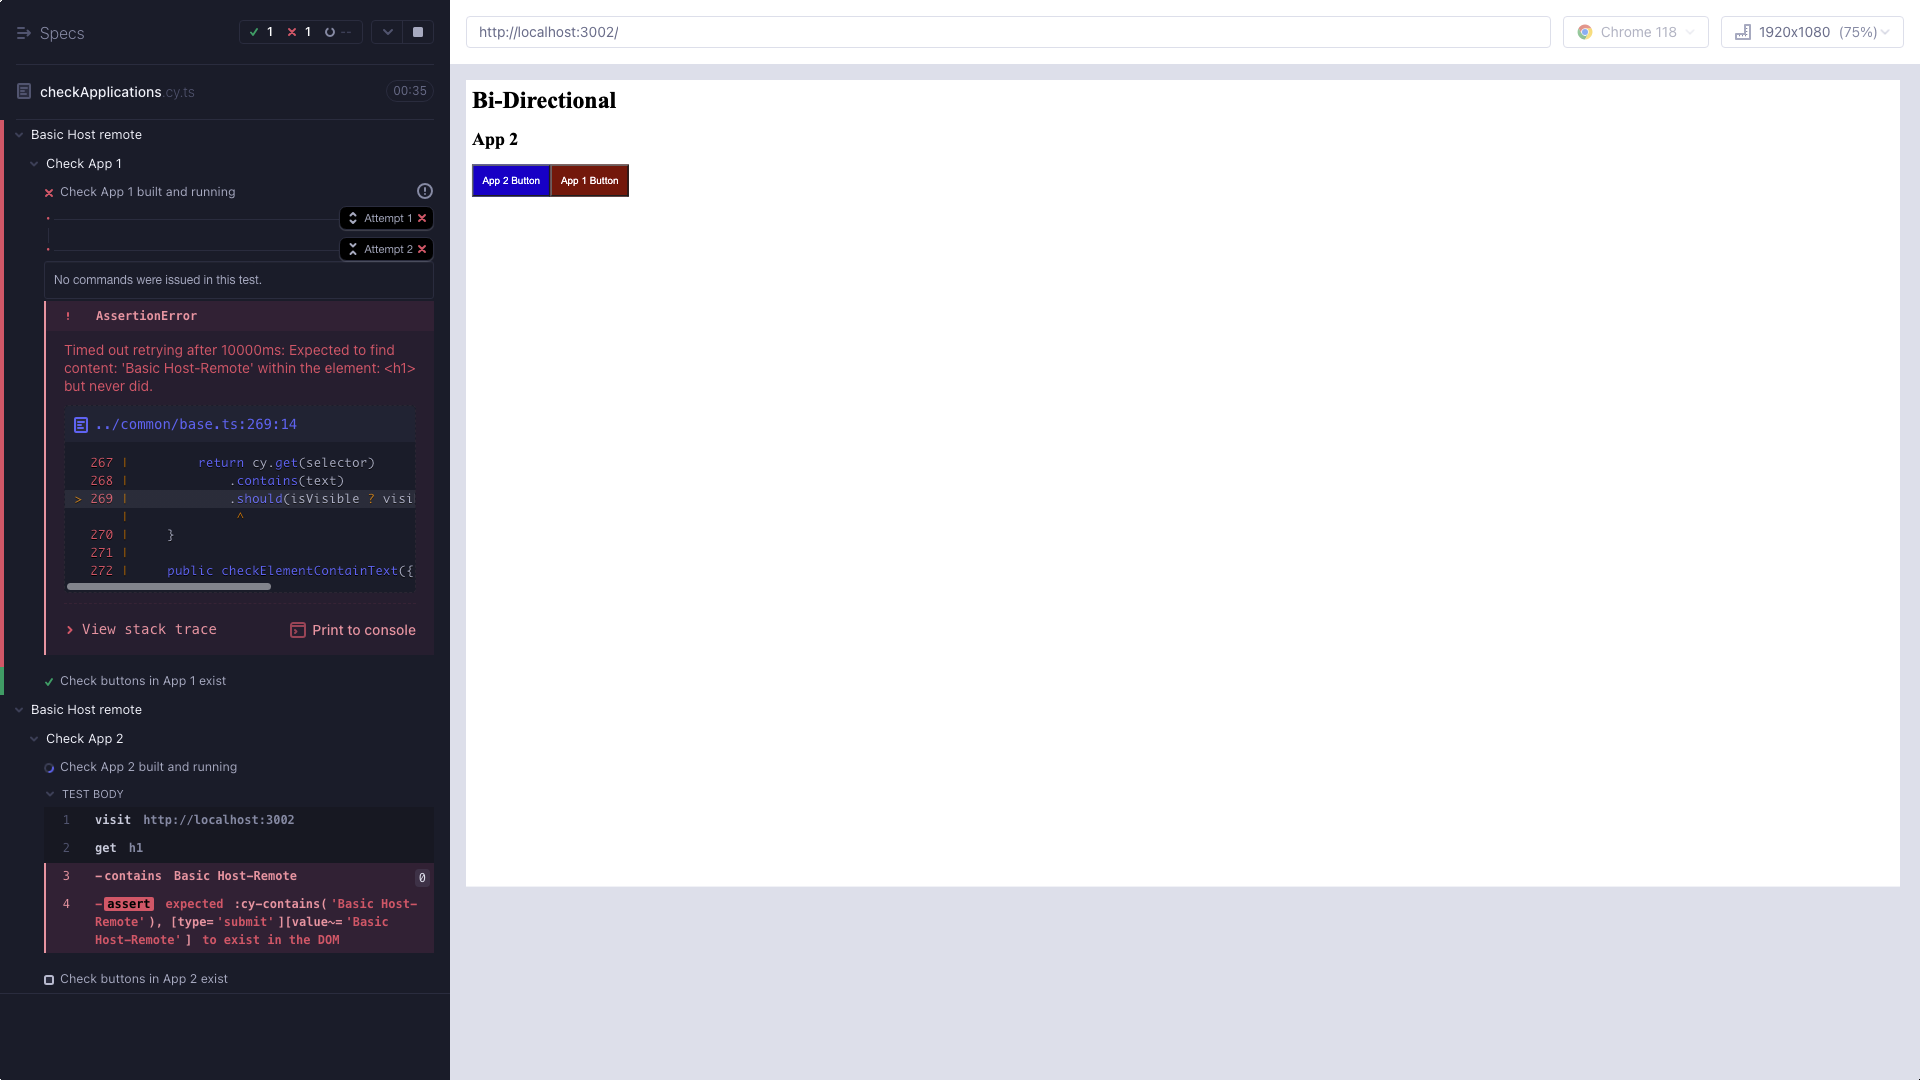 Specs
1
1
--
checkApplications.cy.ts
00:35
Basic Host remote
Check App 1
Check App 1 built and running
Attempt 1
Attempt 2
No commands were issued in this test.
! AssertionError
Timed out retrying after 10000ms: Expected to find
content: 'Basic Host-Remote' within the element: <h1>
but never did.
../common/base.ts:269:14
267 | return cy.get(selector)
268 | .contains(text)
> 269 | .should(isVisible ? visi
| ^
270 | }
271 |
272 | public checkElementContainText({
View stack trace
Print to console
Check buttons in App 1 exist
Basic Host remote
Check App 2
Check App 2 built and running
TEST BODY
1 visit http://localhost:3002
2 get h1
3 -contains Basic Host-Remote 0
4 -assert expected :cy-contains('Basic Host-
Remote'), [type='submit'][value~='Basic
Host-Remote'] to exist in the DOM
Check buttons in App 2 exist
http://localhost:3002/
Chrome 118
1920x1080 (75%)
Bi-Directional
App 2
App 2 Button
App 1 Button